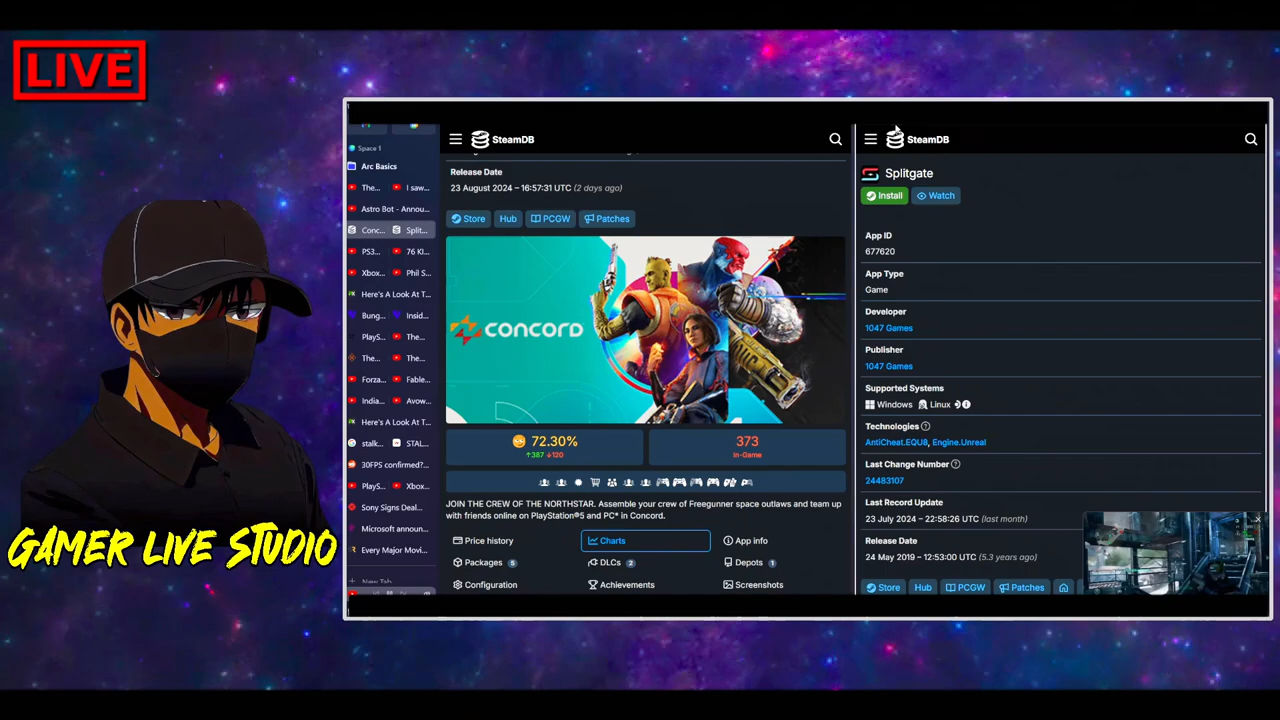 LIVE
GAMER LIVE STUDIO
Space 1
Arc Basics
The... I saw...
Astro Bot - Annou...
Conc... Split...
PS3... 76 Kl...
Xbox... Phil S...
Here's A Look At T...
Bung... Insid...
PlayS... The...
The... The...
Forza... Fable...
India... Avow...
Here's A Look At T...
stalk... STAL...
30FPS confirmed?...
PlayS... Xbox...
Sony Signs Deal...
Microsoft announ...
Every Major Movi...
New Tab
SteamDB
Release Date
23 August 2024 – 16:57:31 UTC (2 days ago)
Store Hub PCGW Patches
CONCORD
72.30%
↑387 ↓120
373
In-Game
JOIN THE CREW OF THE NORTHSTAR. Assemble your crew of Freegunner space outlaws and team up
with friends online on PlayStation®5 and PC* in Concord.
Price history Charts App info
Packages 5 DLCs 2 Depots 1
Configuration Achievements Screenshots
SteamDB
Splitgate
Install Watch
App ID
677620
App Type
Game
Developer
1047 Games
Publisher
1047 Games
Supported Systems
Windows Linux
Technologies
AntiCheat.EQU8, Engine.Unreal
Last Change Number
24483107
Last Record Update
23 July 2024 – 22:58:26 UTC (last month)
Release Date
24 May 2019 – 12:53:00 UTC (5.3 years ago)
Store Hub PCGW Patches